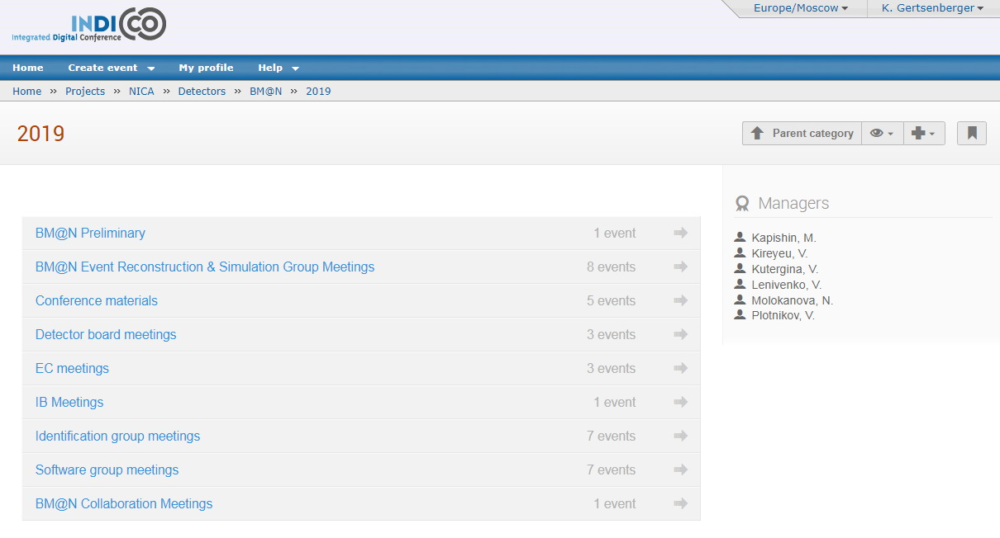 INDICO
Integrated Digital Conference
Europe/Moscow K. Gertsenberger
Home Create event My profile Help
Home » Projects » NICA » Detectors » BM@N » 2019
2019
Parent category
BM@N Preliminary 1 event
BM@N Event Reconstruction & Simulation Group Meetings 8 events
Conference materials 5 events
Detector board meetings 3 events
EC meetings 3 events
IB Meetings 1 event
Identification group meetings 7 events
Software group meetings 7 events
BM@N Collaboration Meetings 1 event
Managers
Kapishin, M.
Kireyeu, V.
Kutergina, V.
Lenivenko, V.
Molokanova, N.
Plotnikov, V.